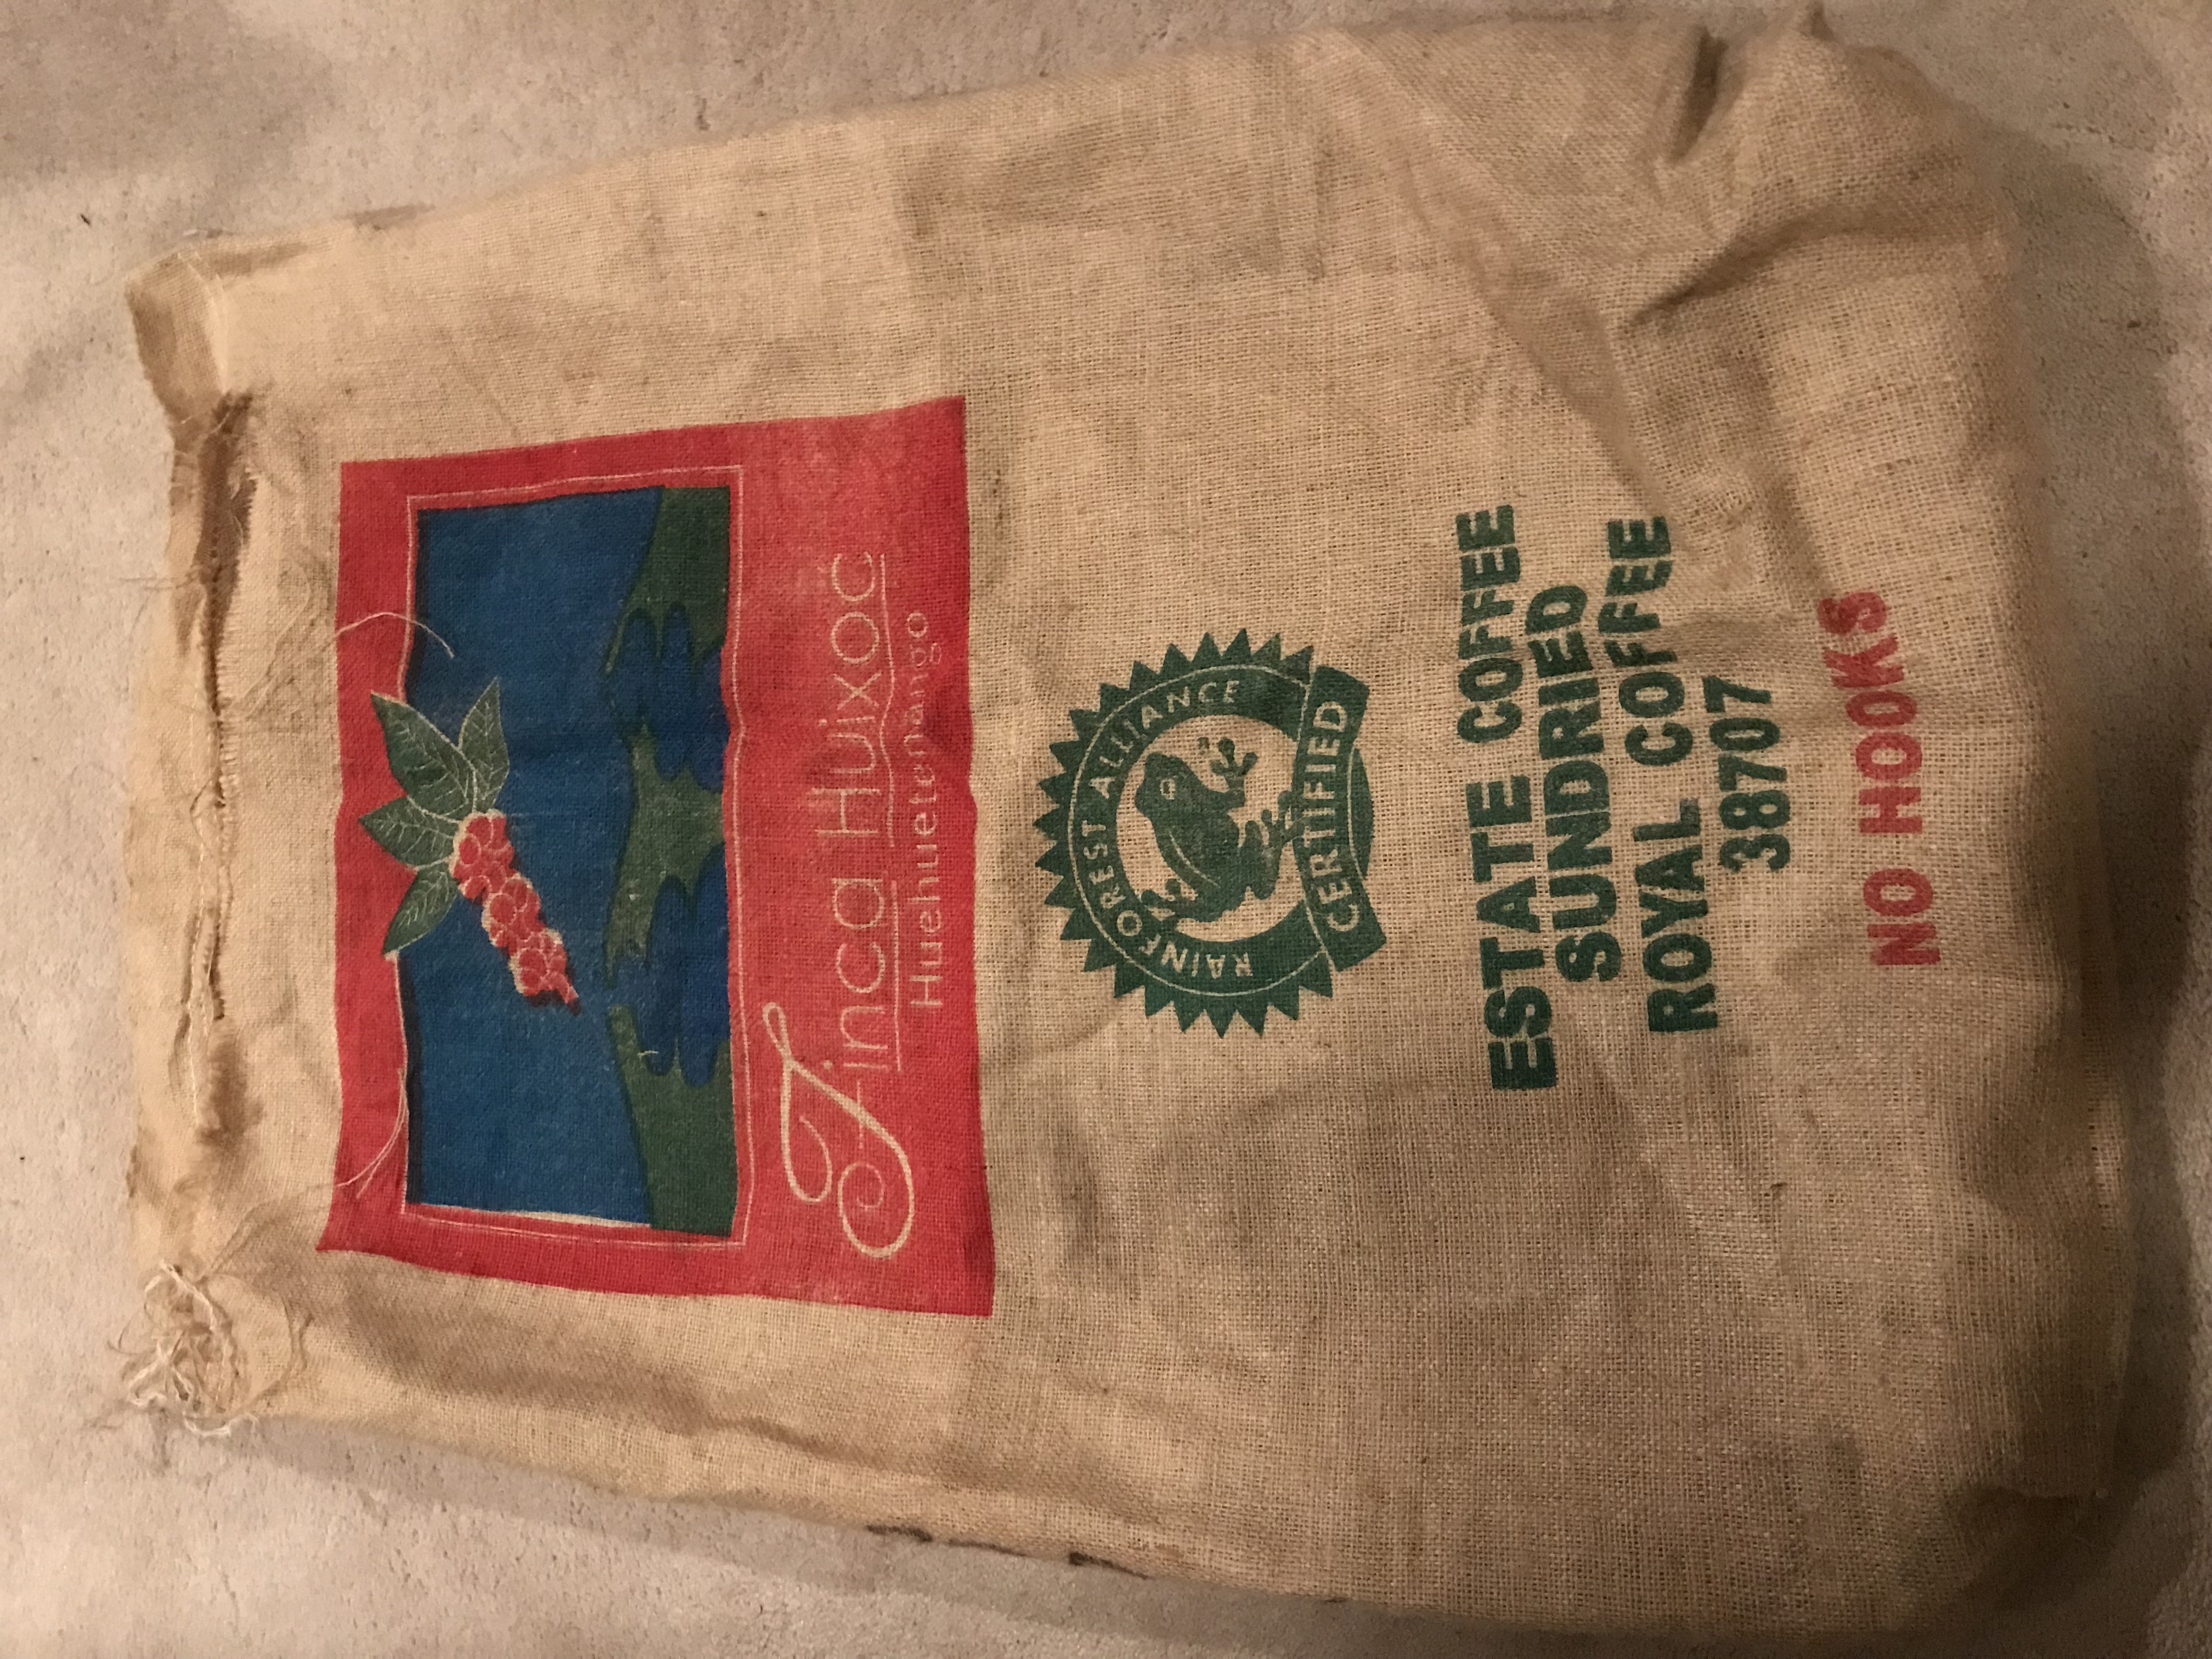 Finca Huixoc
Huehuetenango
RAINFOREST ALLIANCE
CERTIFIED
ESTATE COFFEE
SUNDRIED
ROYAL COFFEE
38707
NO HOOKS